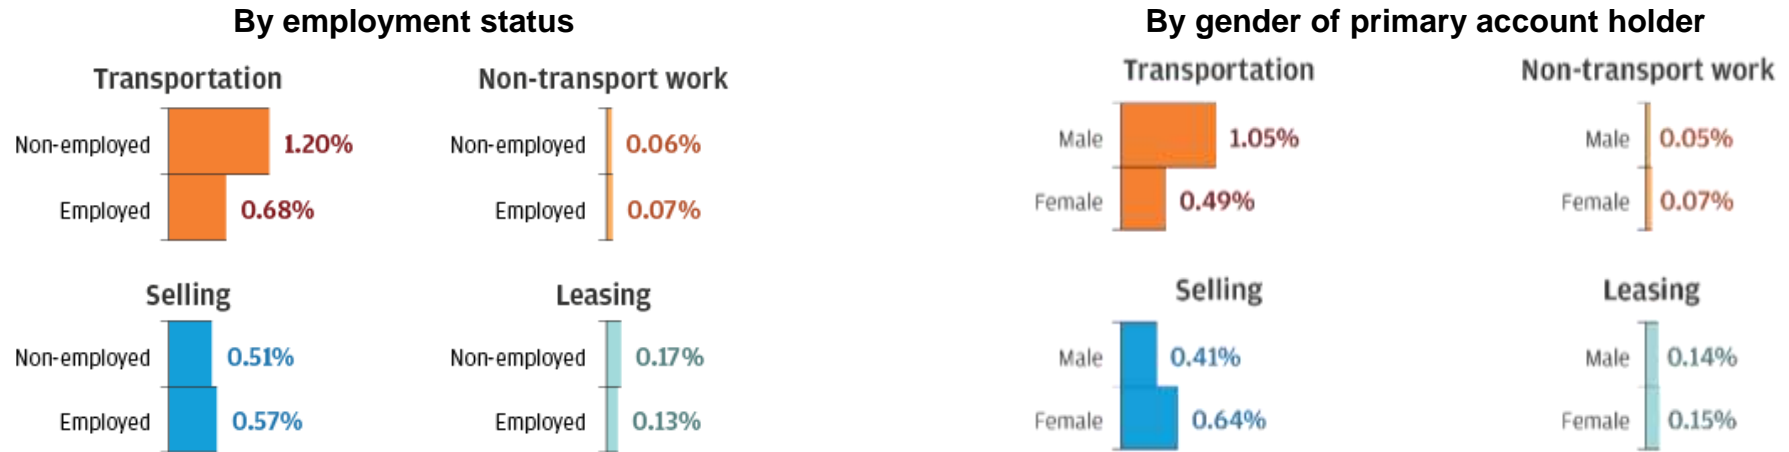 By employment status
Transportation
Non-employed 1.20%
Employed 0.68%
Non-transport work
Non-employed 0.06%
Employed 0.07%
Selling
Non-employed 0.51%
Employed 0.57%
Leasing
Non-employed 0.17%
Employed 0.13%
By gender of primary account holder
Transportation
Male 1.05%
Female 0.49%
Non-transport work
Male 0.05%
Female 0.07%
Selling
Male 0.41%
Female 0.64%
Leasing
Male 0.14%
Female 0.15%